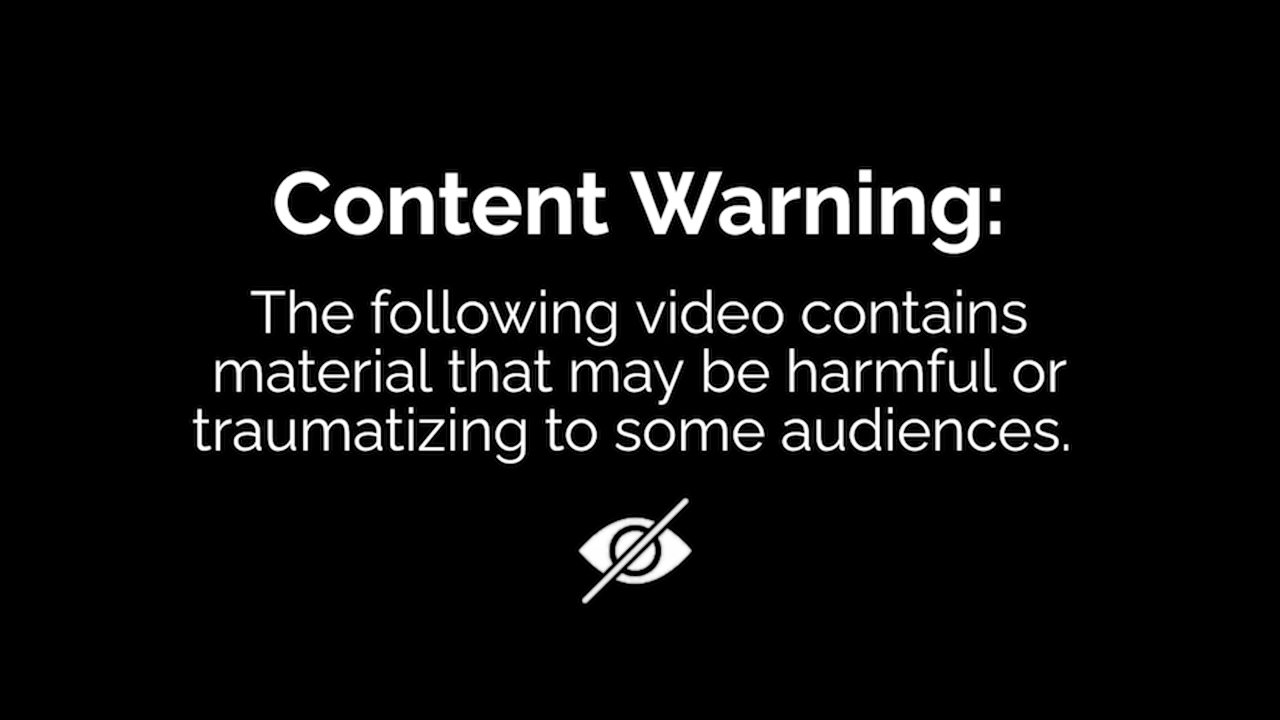 Content Warning:
The following video contains
material that may be harmful or
traumatizing to some audiences.